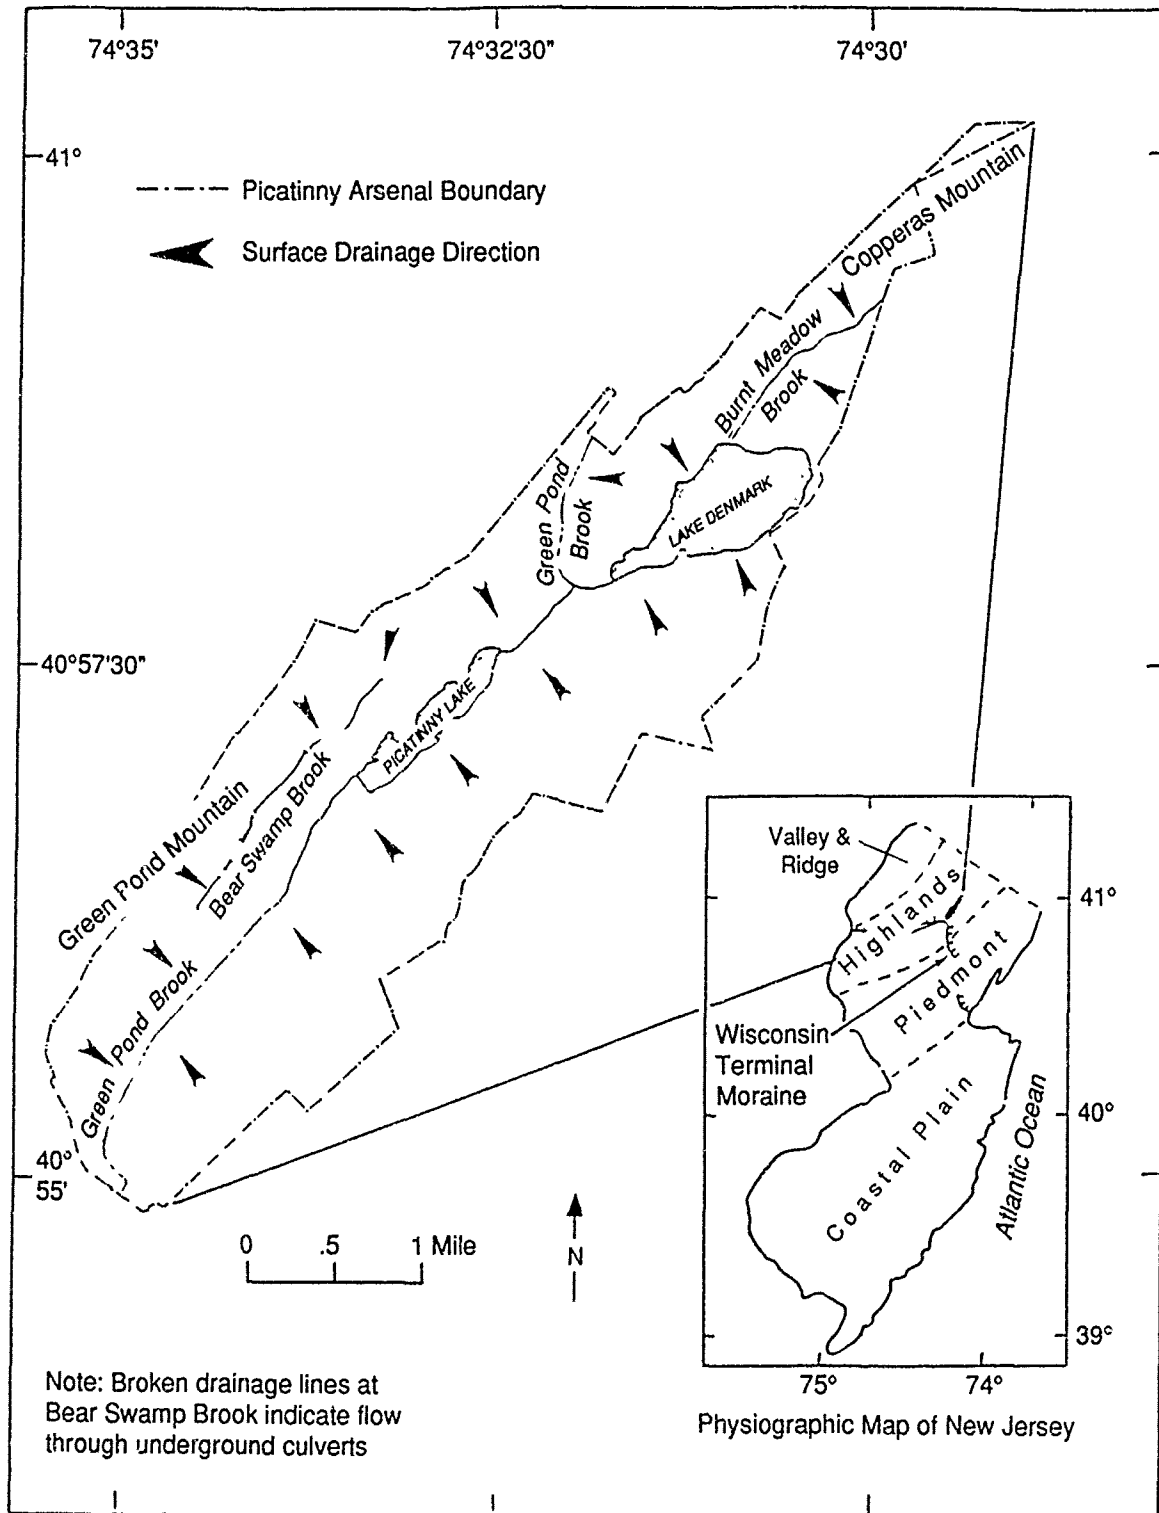 74°35'
74°32'30"
74°30'
41°
Picatinny Arsenal Boundary
Surface Drainage Direction
Copperas Mountain
Burnt Meadow
Brook
Green Pond
Brook
LAKE DENMARK
40°57'30"
PICATINNY LAKE
Green Pond Mountain
Bear Swamp Brook
Green Pond Brook
40°
55'
0 .5 1 Mile
N
Note: Broken drainage lines at
Bear Swamp Brook indicate flow
through underground culverts
Valley &
Ridge
Highlands
Piedmont
Wisconsin
Terminal
Moraine
Coastal Plain
Atlantic Ocean
41°
40°
39°
75°
74°
Physiographic Map of New Jersey